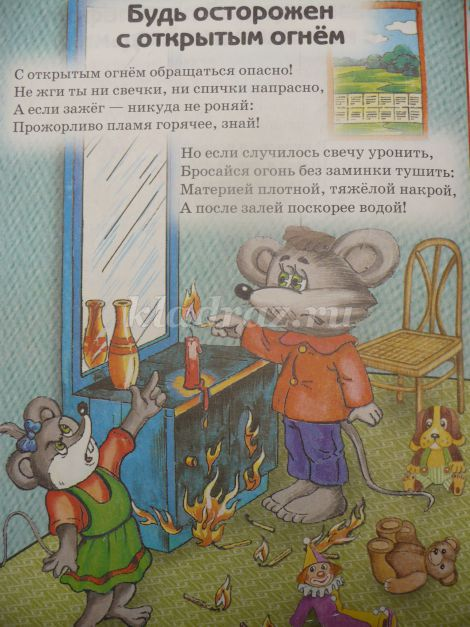 Будь осторожен
с открытым огнём
С открытым огнём обращаться опасно!
Не жги ты ни свечки, ни спички напрасно,
А если зажёг — никуда не роняй:
Прожорливо пламя горячее, знай!
Но если случилось свечу уронить,
Бросайся огонь без заминки тушить:
Материей плотной, тяжёлой накрой,
А после залей поскорее водой!
kladraz.ru